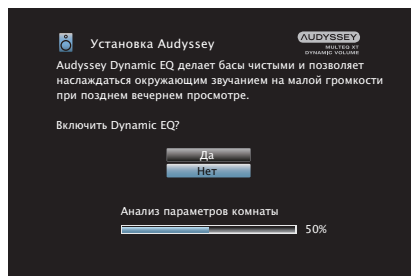 Установка Audyssey
AUDYSSEY
MULTEQ XT
DYNAMIC VOLUME
Audyssey Dynamic EQ делает басы чистыми и позволяет
наслаждаться окружающим звучанием на малой громкости
при позднем вечернем просмотре.
Включить Dynamic EQ?
Да
Нет
Анализ параметров комнаты
50%